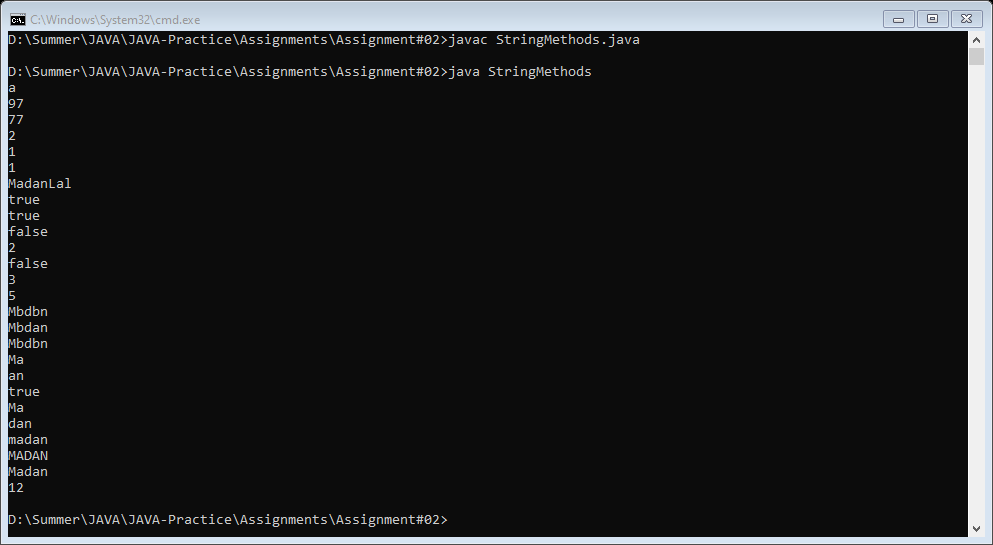 C:\Windows\System32\cmd.exe
D:\Summer\JAVA\JAVA-Practice\Assignments\Assignment#02>javac StringMethods.java
D:\Summer\JAVA\JAVA-Practice\Assignments\Assignment#02>java StringMethods
a
97
77
2
1
1
MadanLal
true
true
false
2
false
3
5
Mbdbn
Mbdan
Mbdbn
Ma
an
true
Ma
dan
madan
MADAN
Madan
12
D:\Summer\JAVA\JAVA-Practice\Assignments\Assignment#02>